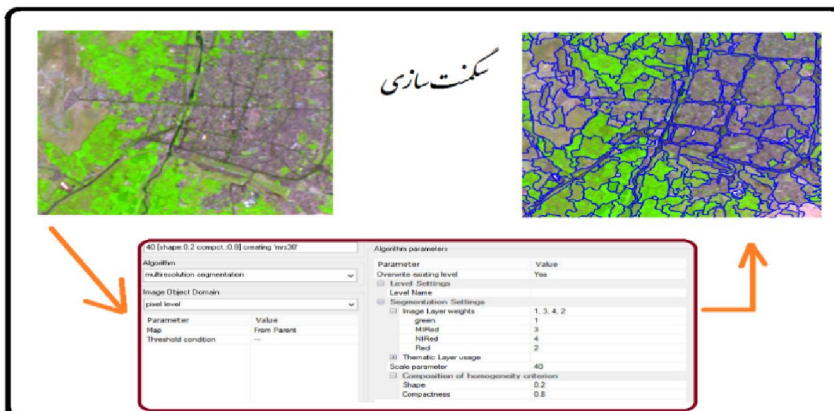 سگمنت سازی
40 [shape:0.2 compct.:0.8] creating 'mrs30'
Algorithm
multiresolution segmentation
Image Object Domain
pixel level
Parameter Value
Map From Parent
Threshold condition ---
Algorithm parameters
Parameter Value
Overwrite existing level Yes
Level Settings
Level Name
Segmentation Settings
Image Layer weights 1, 3, 4, 2
green 1
MIRed 3
NIRed 4
Red 2
Thematic Layer usage
Scale parameter 40
Composition of homogeneity criterion
Shape 0.2
Compactness 0.8